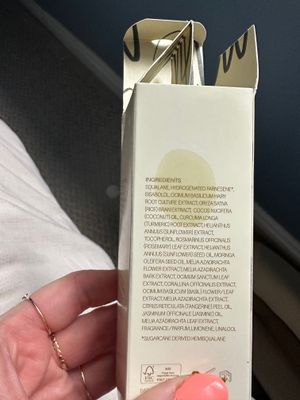 INGREDIENTS
SQUALANE, HYDROGENATED FARNESENE*,
BISABOLOL, OCIMUM BASILICUM HAIRY
ROOT CULTURE EXTRACT, ORYZA SATIVA
(RICE) BRAN EXTRACT, COCOS NUCIFERA
(COCONUT) OIL, CURCUMA LONGA
(TURMERIC) ROOT EXTRACT, HELIANTHUS
ANNUUS (SUNFLOWER) EXTRACT,
TOCOPHEROL, ROSMARINUS OFFICINALIS
(ROSEMARY) LEAF EXTRACT, HELIANTHUS
ANNUUS (SUNFLOWER) SEED OIL, MORINGA
OLEIFERA SEED OIL, MELIA AZADIRACHTA
FLOWER EXTRACT, MELIA AZADIRACHTA
BARK EXTRACT, OCIMUM SANCTUM LEAF
EXTRACT, CORALLINA OFFICINALIS EXTRACT,
OCIMUM BASILICUM (BASIL) FLOWER/LEAF
EXTRACT, MELIA AZADIRACHTA EXTRACT,
CITRUS RETICULATA (TANGERINE) PEEL OIL,
JASMINUM OFFICINALE (JASMINE) OIL,
MELIA AZADIRACHTA LEAF EXTRACT,
FRAGRANCE/PARFUM, LIMONENE, LINALOOL
*SUGARCANE DERIVED HEMISQUALANE
FSC
MIX